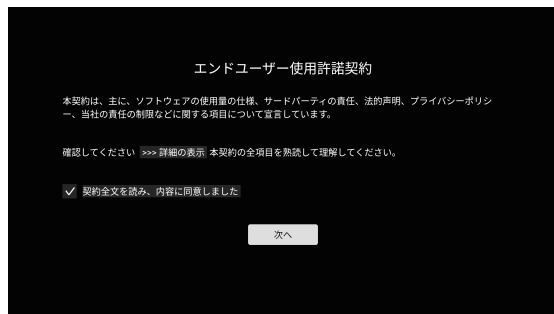 エンドユーザー使用許諾契約
本契約は、主に、ソフトウェアの使用量の仕様、サードパーティの責任、法的声明、プライバシーポリシ
ー、当社の責任の制限などに関する項目について宣言しています。
確認してください >>> 詳細の表示 本契約の全項目を熟読して理解してください。
契約全文を読み、内容に同意しました
次へ